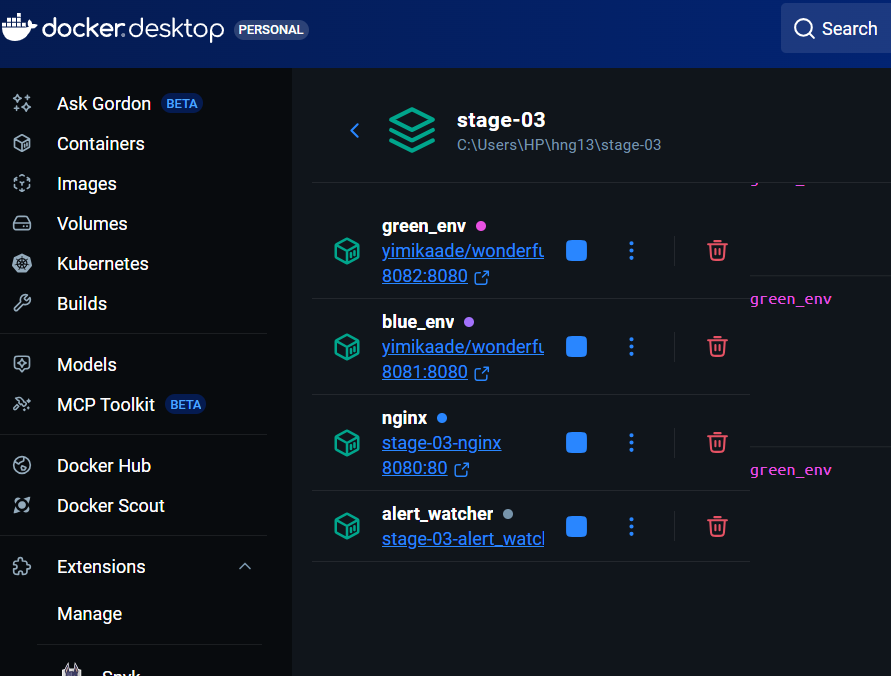 docker.desktop PERSONAL
Search
Ask Gordon BETA
Containers
Images
Volumes
Kubernetes
Builds
Models
MCP Toolkit BETA
Docker Hub
Docker Scout
Extensions
Manage
Snyk
stage-03
C:\Users\HP\hng13\stage-03
green_env
yimikaade/wonderfu
8082:8080
blue_env
yimikaade/wonderfu
8081:8080
nginx
stage-03-nginx
8080:80
alert_watcher
stage-03-alert_watcl
green_env
green_env